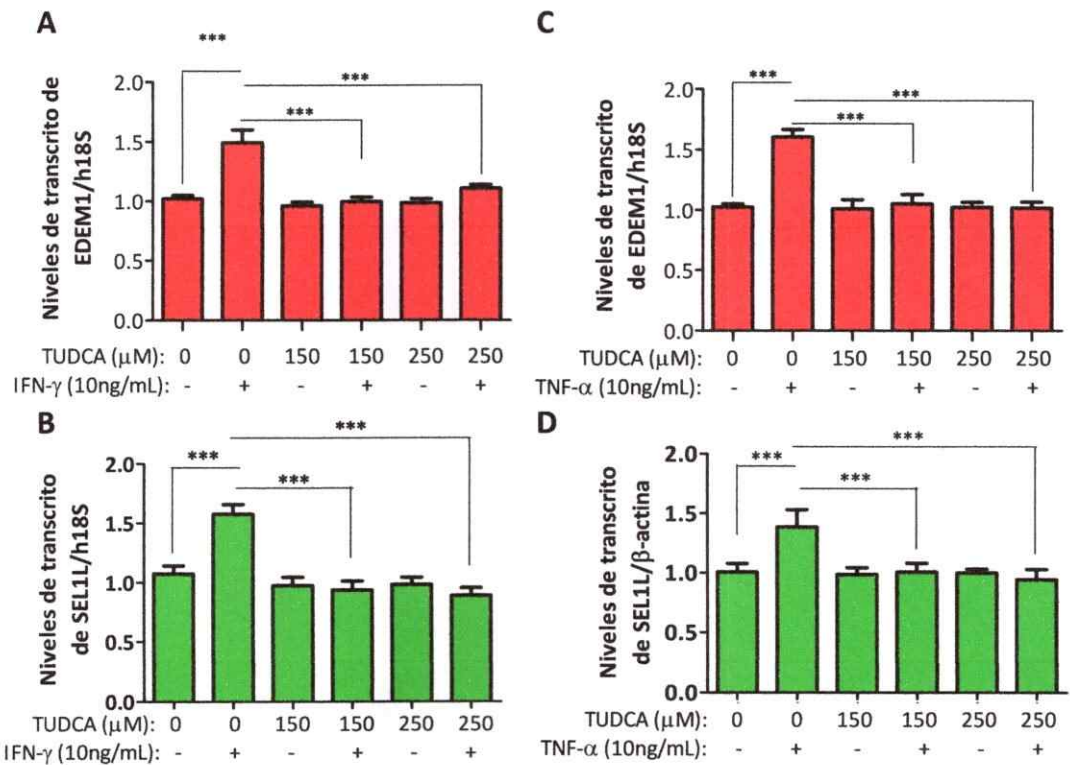 A
***
***
***
Niveles de transcrito de
EDEM1/h18S
2.0
1.5
1.0
0.5
0.0
TUDCA (μM): 0 0 150 150 250 250
IFN-γ (10ng/mL): - + - + - +
C
***
***
***
Niveles de transcrito
de EDEM1/h18S
2.0
1.5
1.0
0.5
0.0
TUDCA (μM): 0 0 150 150 250 250
TNF-α (10ng/mL): - + - + - +
B
***
***
***
Niveles de transcrito
de SEL1L/h18S
2.0
1.5
1.0
0.5
0.0
TUDCA (μM): 0 0 150 150 250 250
IFN-γ (10ng/mL): - + - + - +
D
***
***
***
Niveles de transcrito
de SEL1L/β-actina
2.0
1.5
1.0
0.5
0.0
TUDCA (μM): 0 0 150 150 250 250
TNF-α (10ng/mL): - + - + - +